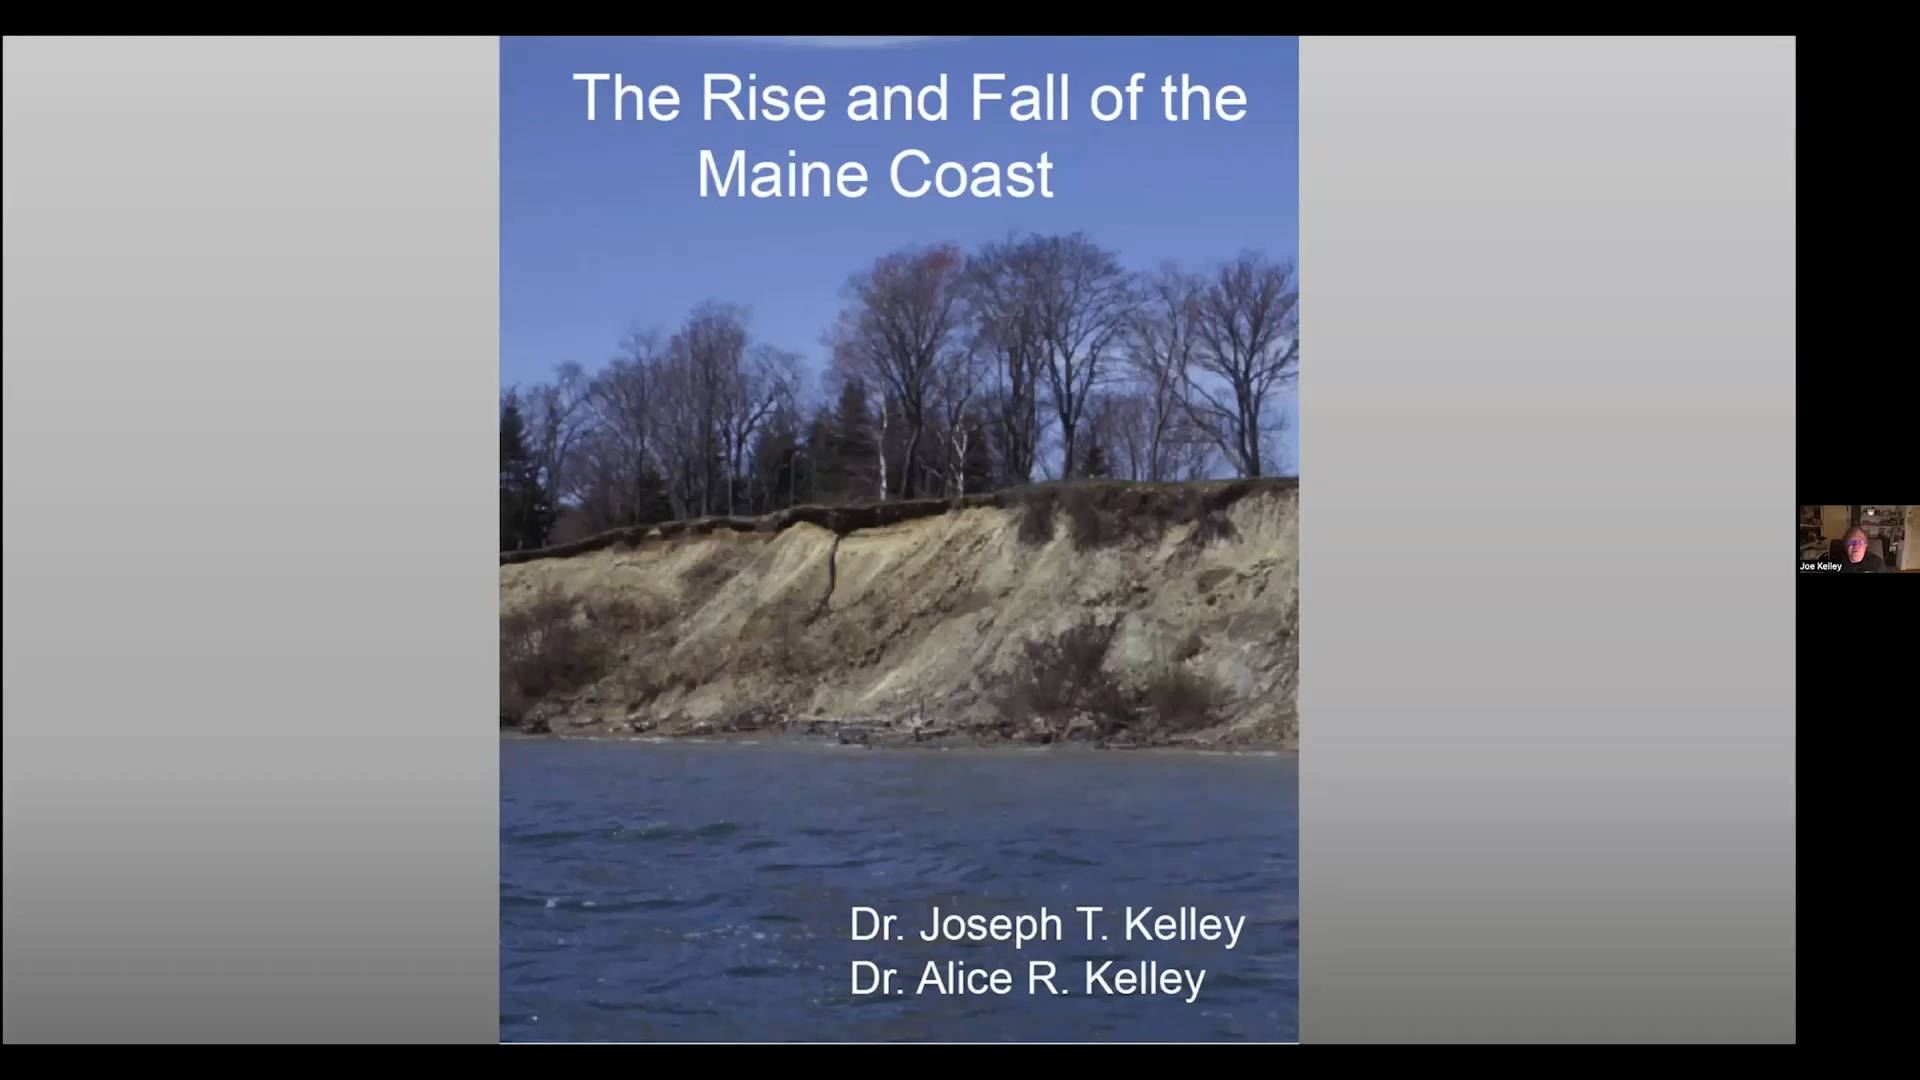 The Rise and Fall of the
Maine Coast
Dr. Joseph T. Kelley
Dr. Alice R. Kelley
Joe Kelley